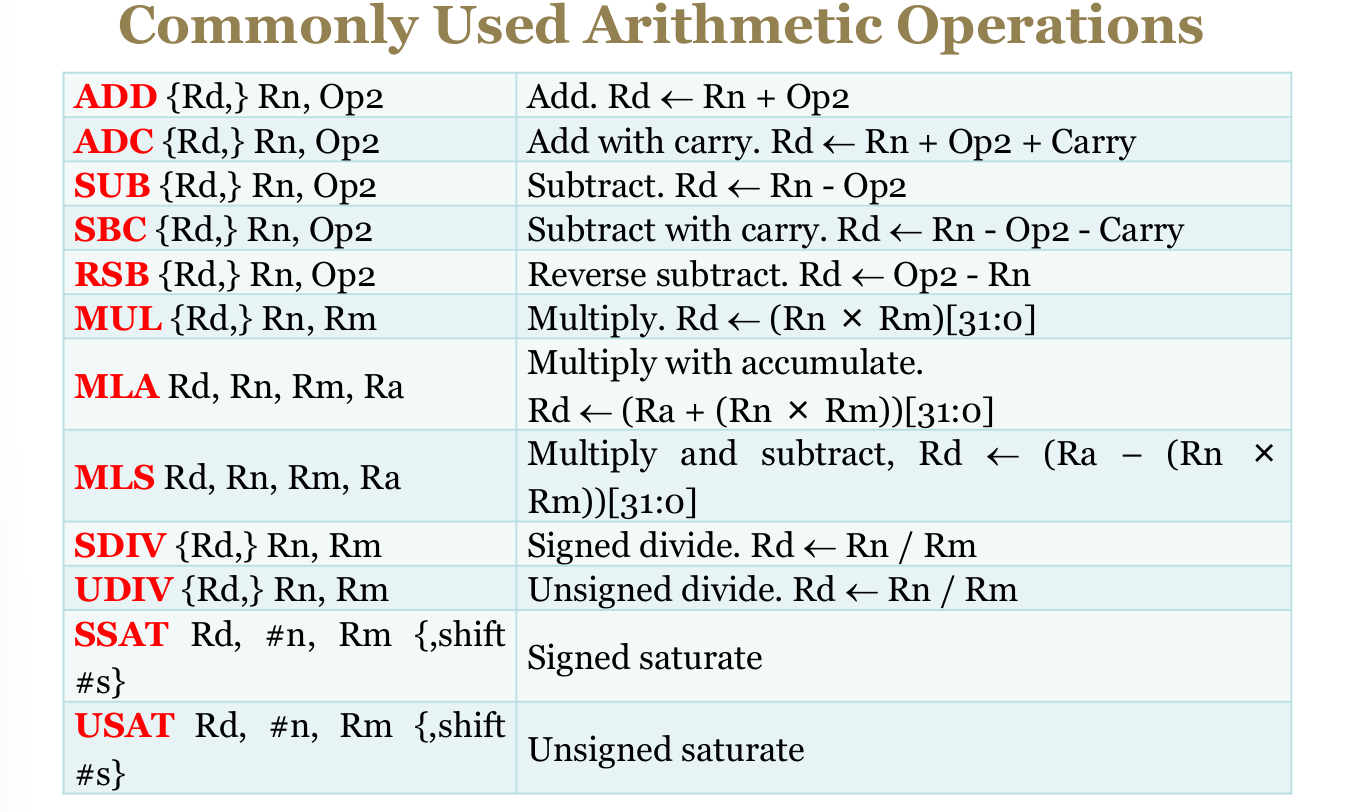 Commonly Used Arithmetic Operations
ADD {Rd,} Rn, Op2
Add. Rd ← Rn + Op2
ADC {Rd,} Rn, Op2
Add with carry. Rd ← Rn + Op2 + Carry
SUB {Rd,} Rn, Op2
Subtract. Rd ← Rn - Op2
SBC {Rd,} Rn, Op2
Subtract with carry. Rd ← Rn - Op2 - Carry
RSB {Rd,} Rn, Op2
Reverse subtract. Rd ← Op2 - Rn
MUL {Rd,} Rn, Rm
Multiply. Rd ← (Rn × Rm)[31:0]
MLA Rd, Rn, Rm, Ra
Multiply with accumulate.
Rd ← (Ra + (Rn × Rm))[31:0]
MLS Rd, Rn, Rm, Ra
Multiply and subtract, Rd ← (Ra – (Rn ×
Rm))[31:0]
SDIV {Rd,} Rn, Rm
Signed divide. Rd ← Rn / Rm
UDIV {Rd,} Rn, Rm
Unsigned divide. Rd ← Rn / Rm
SSAT Rd, #n, Rm {,shift
#s}
Signed saturate
USAT Rd, #n, Rm {,shift
#s}
Unsigned saturate